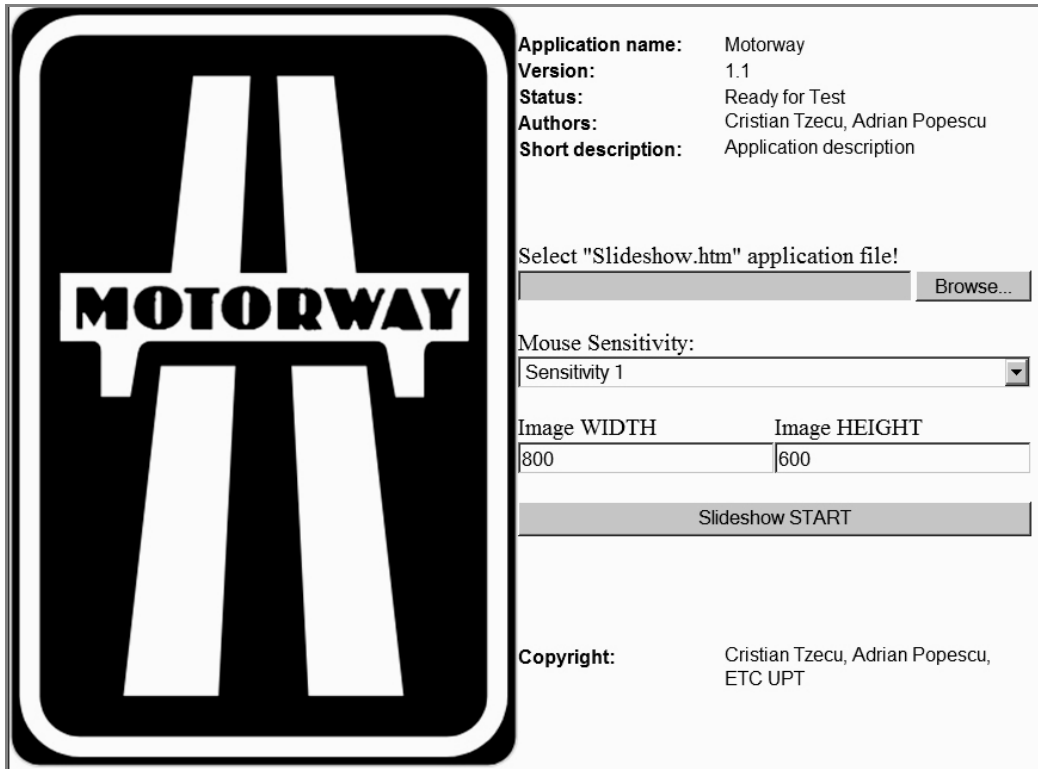 MOTORWAY
Application name: Motorway
Version: 1.1
Status: Ready for Test
Authors: Cristian Tzecu, Adrian Popescu
Short description: Application description
Select "Slideshow.htm" application file!
Browse...
Mouse Sensitivity:
Sensitivity 1
Image WIDTH Image HEIGHT
800 600
Slideshow START
Copyright: Cristian Tzecu, Adrian Popescu,
ETC UPT